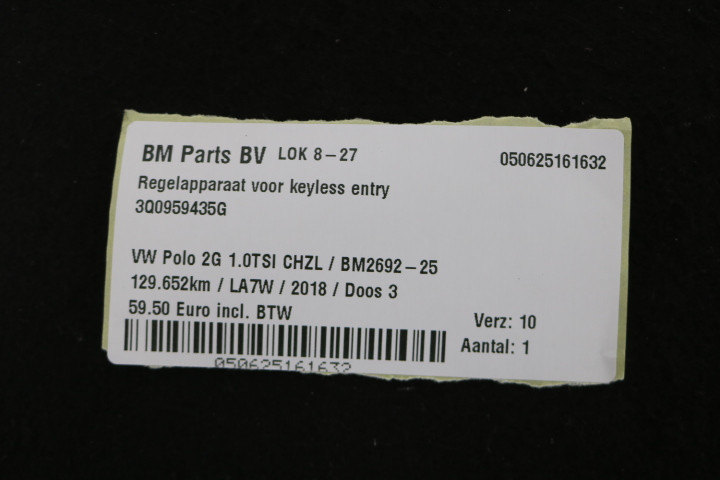 BM Parts BV LOK 8-27 050625161632
Regelapparaat voor keyless entry
3Q0959435G
VW Polo 2G 1.0TSI CHZL / BM2692-25
129.652km / LA7W / 2018 / Doos 3
59.50 Euro incl. BTW
Verz: 10
Aantal: 1
050625161632